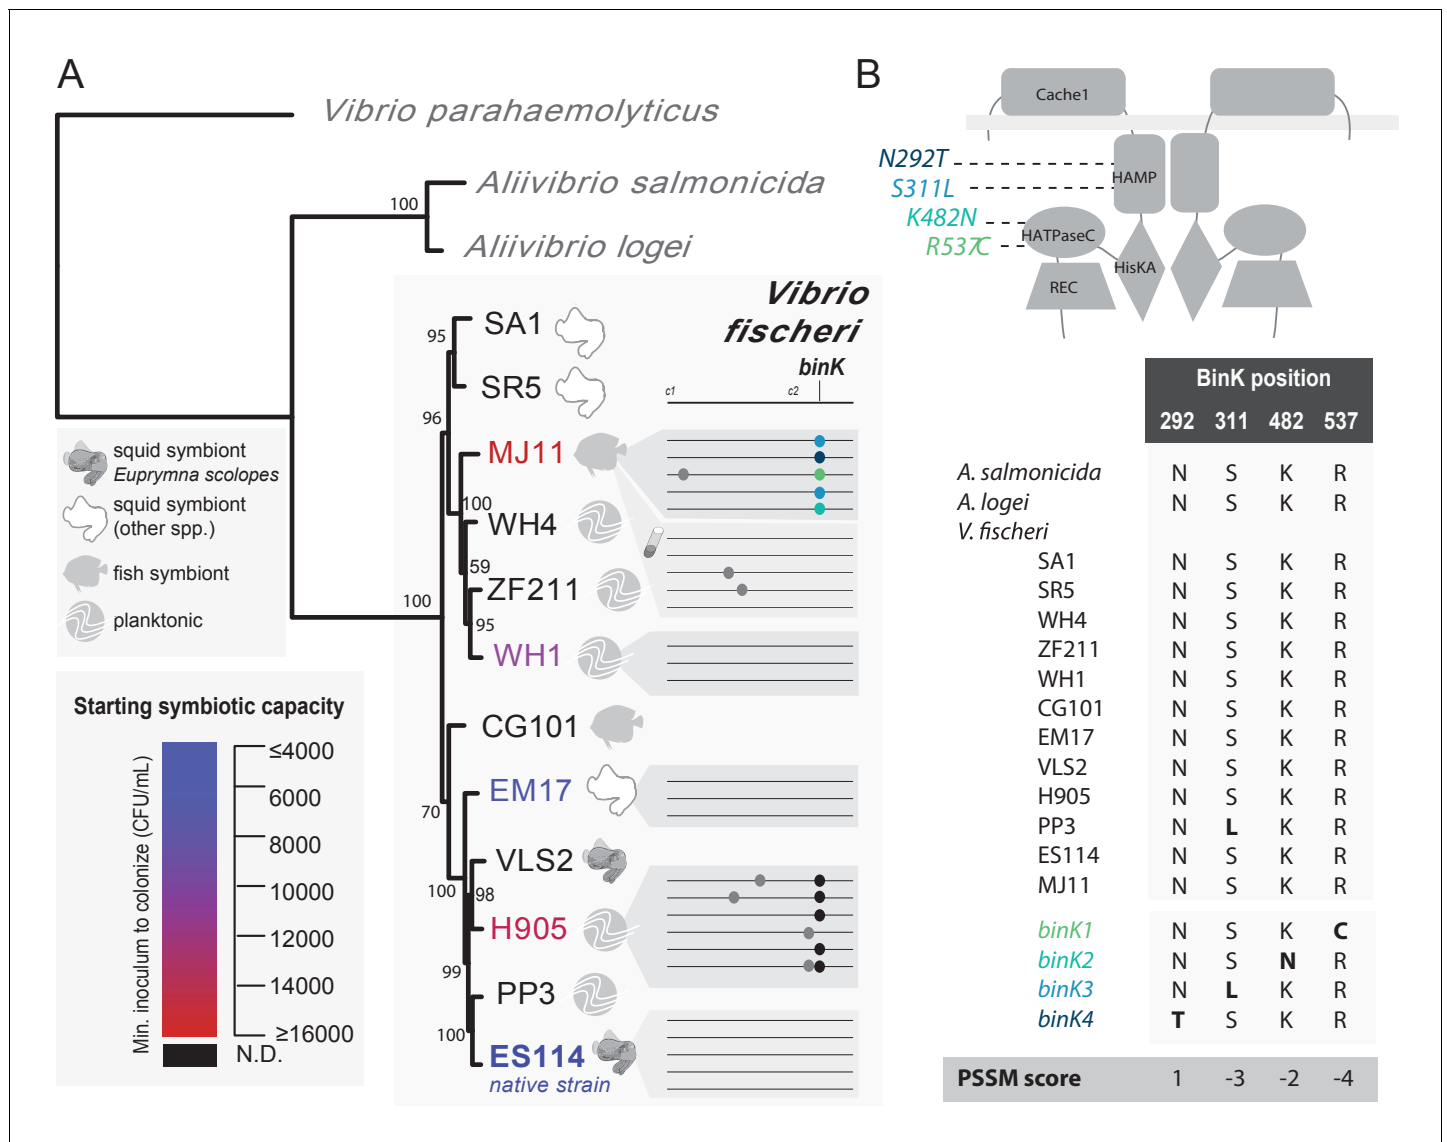 A
Vibrio parahaemolyticus
Aliivibrio salmonicida
100
Aliivibrio logei
Vibrio
fischeri
binK
c1
c2
95
SA1
SR5
96
MJ11
100
WH4
59
ZF211
100
95
WH1
CG101
70
EM17
VLS2
100
98
H905
99
PP3
100
ES114
native strain
squid symbiont
Euprymna scolopes
squid symbiont
(other spp.)
fish symbiont
planktonic
Starting symbiotic capacity
Min. inoculum to colonize (CFU/mL)
≤4000
6000
8000
10000
12000
14000
≥16000
N.D.
B
Cache1
N292T
S311L
K482N
R537C
HAMP
HATPaseC
HisKA
REC
BinK position
292 311 482 537
A. salmonicida N S K R
A. logei N S K R
V. fischeri
SA1 N S K R
SR5 N S K R
WH4 N S K R
ZF211 N S K R
WH1 N S K R
CG101 N S K R
EM17 N S K R
VLS2 N S K R
H905 N S K R
PP3 N L K R
ES114 N S K R
MJ11 N S K R
binK1 N S K C
binK2 N S N R
binK3 N L K R
binK4 T S K R
PSSM score 1 -3 -2 -4